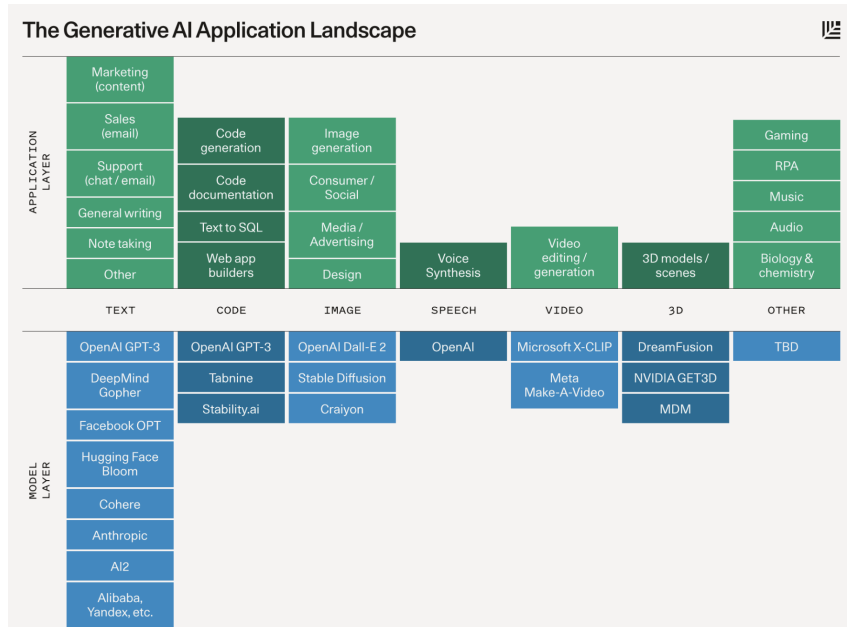 The Generative AI Application Landscape
APPLICATION
LAYER
Marketing
(content)
Sales
(email)
Support
(chat / email)
General writing
Note taking
Other
Code
generation
Code
documentation
Text to SQL
Web app
builders
Image
generation
Consumer /
Social
Media /
Advertising
Design
Voice
Synthesis
Video
editing /
generation
3D models /
scenes
Gaming
RPA
Music
Audio
Biology &
chemistry
TEXT
CODE
IMAGE
SPEECH
VIDEO
3D
OTHER
MODEL
LAYER
OpenAI GPT-3
DeepMind
Gopher
Facebook OPT
Hugging Face
Bloom
Cohere
Anthropic
AI2
Alibaba,
Yandex, etc.
OpenAI GPT-3
Tabnine
Stability.ai
OpenAI Dall-E 2
Stable Diffusion
Craiyon
OpenAI
Microsoft X-CLIP
Meta
Make-A-Video
DreamFusion
NVIDIA GET3D
MDM
TBD